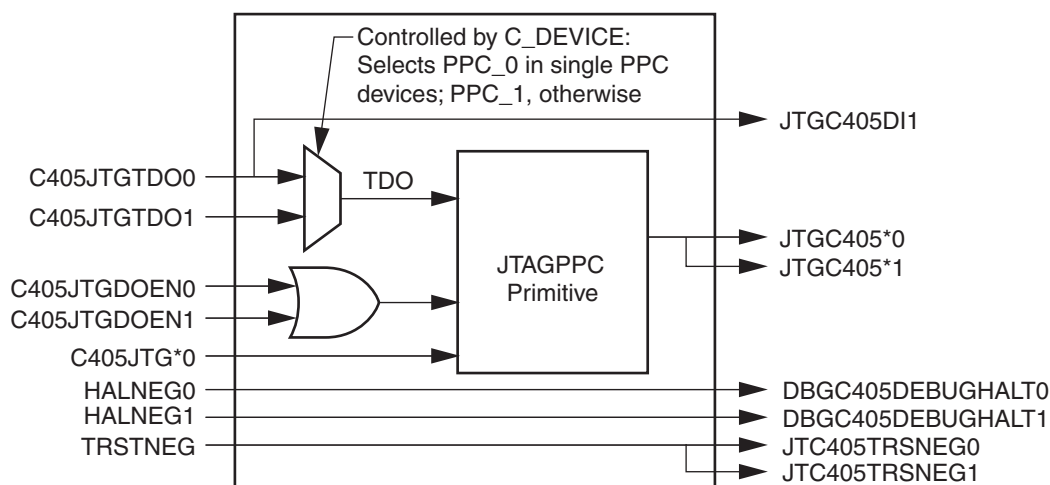 Controlled by C_DEVICE:
Selects PPC_0 in single PPC
devices; PPC_1, otherwise
JTGC405DI1
C405JTGTDO0
TDO
C405JTGTDO1
JTAGPPC
Primitive
JTGC405*0
JTGC405*1
C405JTGDOEN0
C405JTGDOEN1
C405JTG*0
HALNEG0
DBGC405DEBUGHALT0
HALNEG1
DBGC405DEBUGHALT1
TRSTNEG
JTC405TRSNEG0
JTC405TRSNEG1